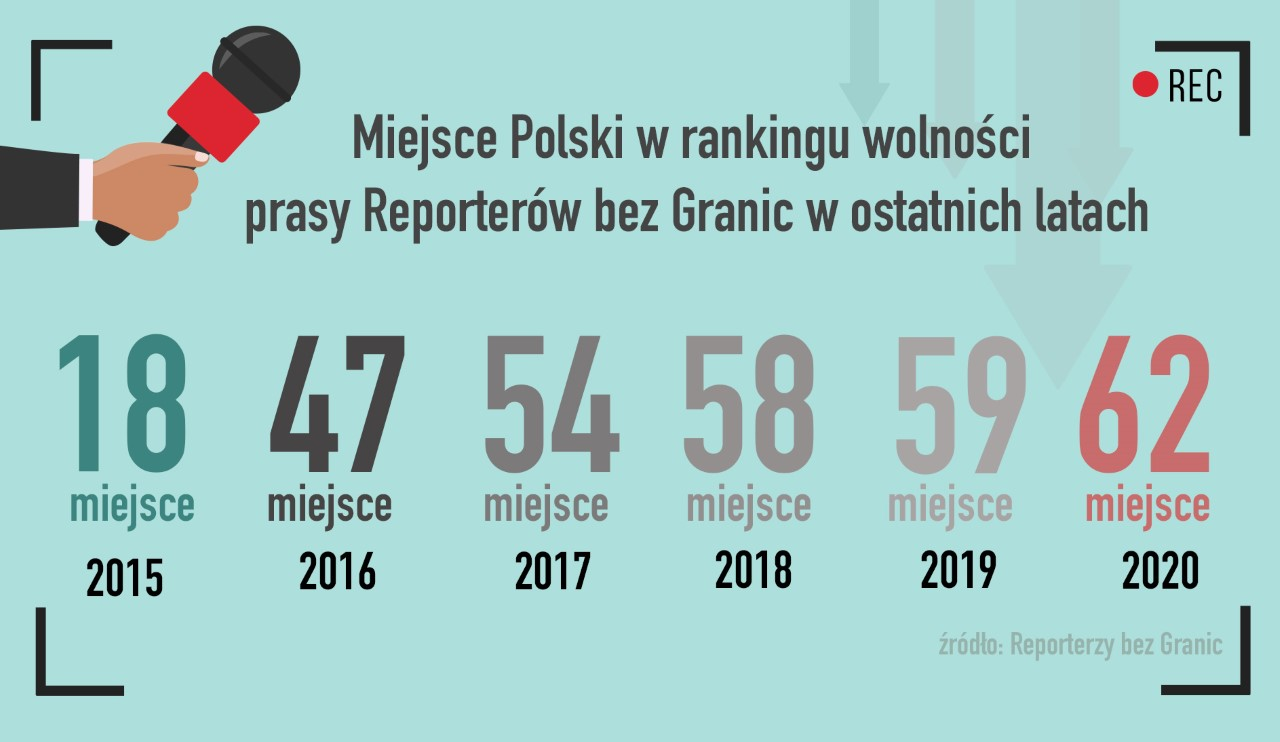 REC
Miejsce Polski w rankingu wolności
prasy Reporterów bez Granic w ostatnich latach
18 47 54 58 59 62
miejsce miejsce miejsce miejsce miejsce miejsce
2015 2016 2017 2018 2019 2020
źródło: Reporterzy bez Granic